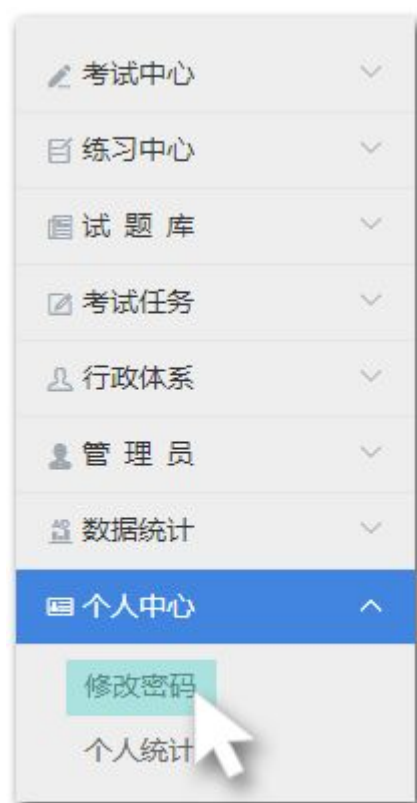 考试中心
练习中心
试 题 库
考试任务
行政体系
管 理 员
数据统计
个人中心
修改密码
个人统计